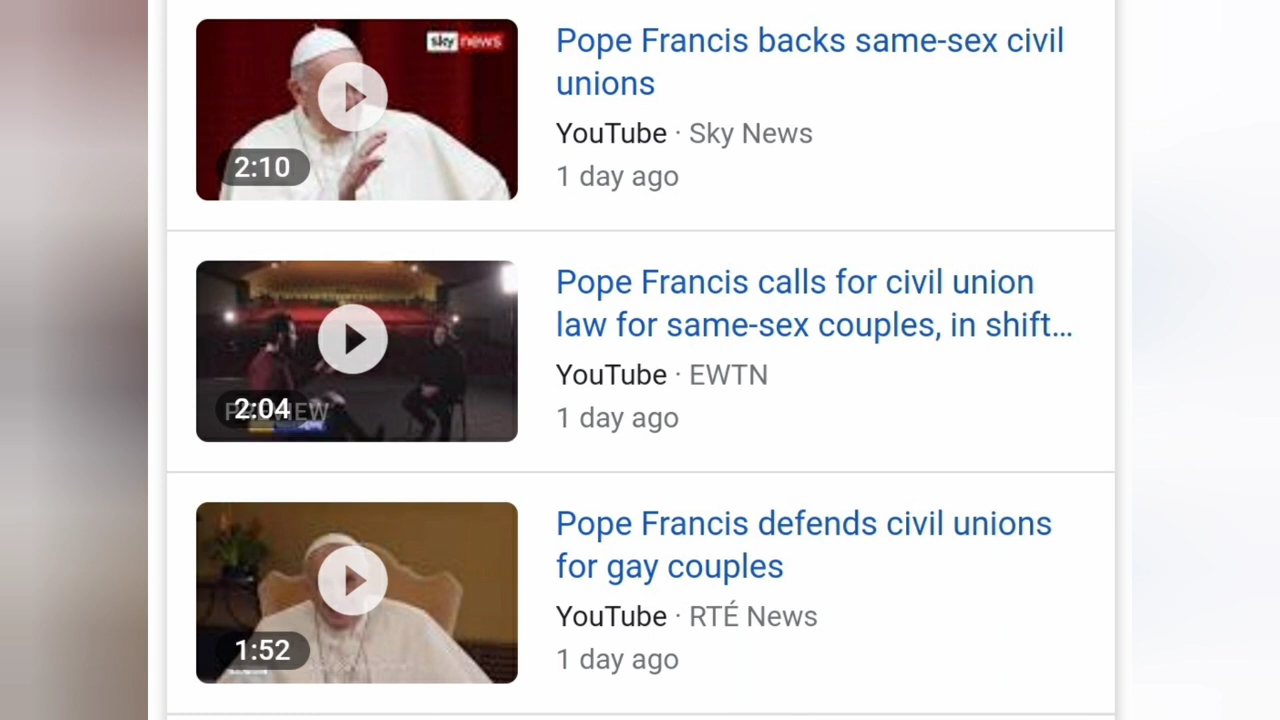 sky news
2:10
Pope Francis backs same-sex civil
unions
YouTube · Sky News
1 day ago
PREVIEW
2:04
Pope Francis calls for civil union
law for same-sex couples, in shift...
YouTube · EWTN
1 day ago
1:52
Pope Francis defends civil unions
for gay couples
YouTube · RTÉ News
1 day ago